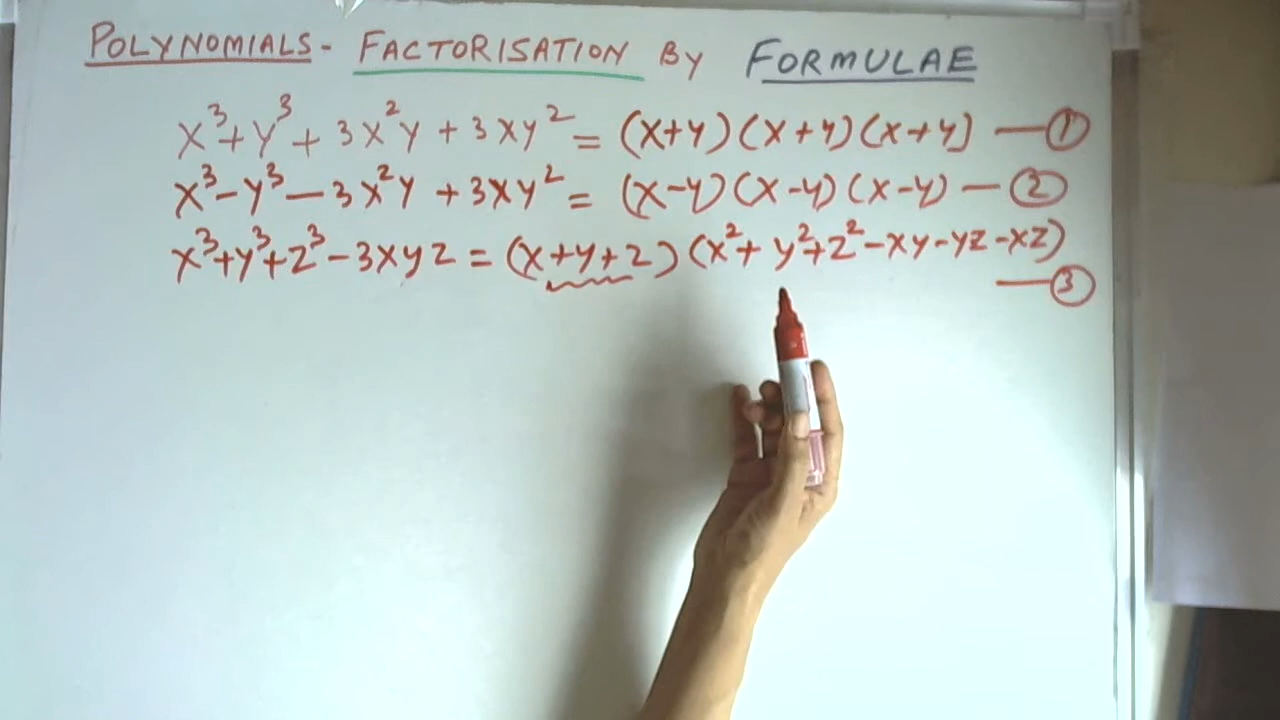 POLYNOMIALS - FACTORISATION BY FORMULAE
x³+y³+3x²y+3xy²=(x+y)(x+y)(x+y) —①
x³-y³-3x²y+3xy²=(x-y)(x-y)(x-y) —②
x³+y³+z³-3xyz=(x+y+z)(x²+y²+z²-xy-yz-xz)
—③